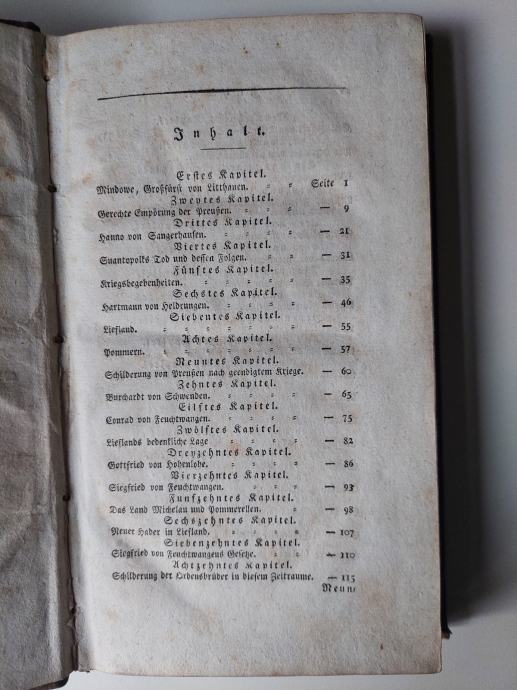 Inhalt.
Erstes Kapitel.
Mindowe, Großfürst von Litthauen. = = Seite 1
Zweytes Kapitel.
Gerechte Empörung der Preußen. = = — 9
Drittes Kapitel.
Hanno von Sangerhausen. = = = = — 21
Viertes Kapitel.
Suantopolks Tod und dessen Folgen. = = — 31
Fünftes Kapitel.
Kriegsbegebenheiten. = = = = = — 35
Sechstes Kapitel.
Hartmann von Heldrungen. = = = = — 46
Siebentes Kapitel.
Liefland. = = = = = = = — 55
Achtes Kapitel.
Pommern. = = = = = = = — 57
Neuntes Kapitel.
Schilderung von Preußen nach geendigtem Kriege. — 60
Zehntes Kapitel.
Burchardt von Schwenden. = = = = — 65
Eilftes Kapitel.
Conrad von Feuchtwangen. = = = = — 75
Zwölftes Kapitel.
Lieflands bedenkliche Lage = = = = — 82
Dreyzehntes Kapitel.
Gottfried von Hohenlohe. = = = = — 86
Vierzehntes Kapitel.
Siegfried von Feuchtwangen. = = = = — 93
Funfzehntes Kapitel.
Das Land Michelau und Pommerellen. = — 98
Sechszehntes Kapitel.
Neuer Hader in Liefland. = = = = — 107
Siebenzehntes Kapitel.
Siegfried von Feuchtwangens Gesetze. = = — 110
Achtzehntes Kapitel.
Schilderung der Ordensbrüder in diesem Zeitraume. — 115
Neun=